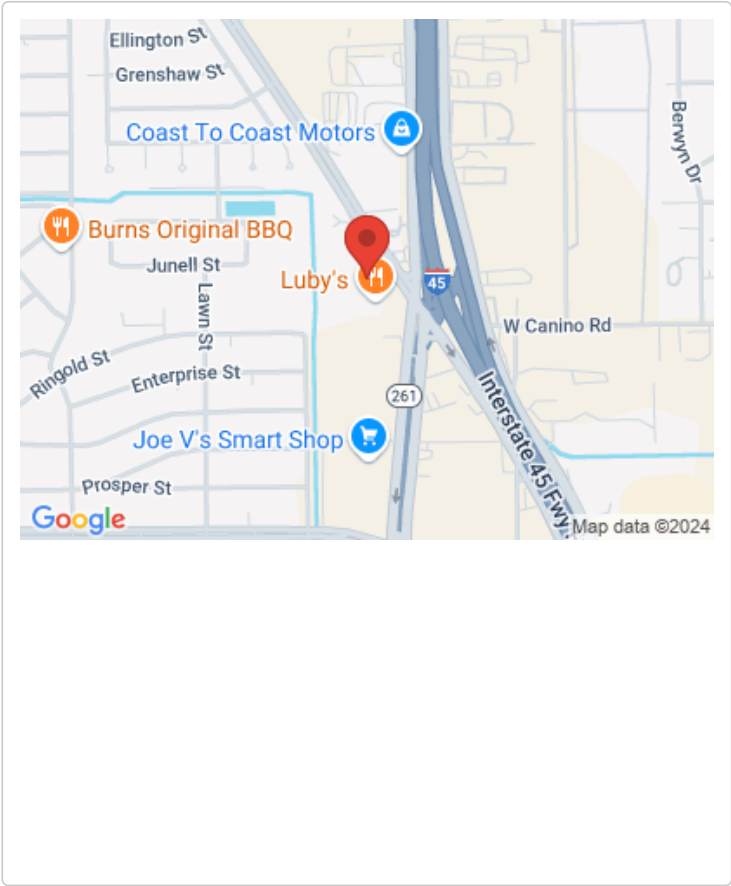 Ellington St
Grenshaw St
Coast To Coast Motors
Berwyn Dr
Burns Original BBQ
Junell St
Luby's
45
Lawn St
W Canino Rd
Ringold St
Enterprise St
261
Interstate 45 Fwy
Joe V's Smart Shop
Prosper St
Google
Map data ©2024